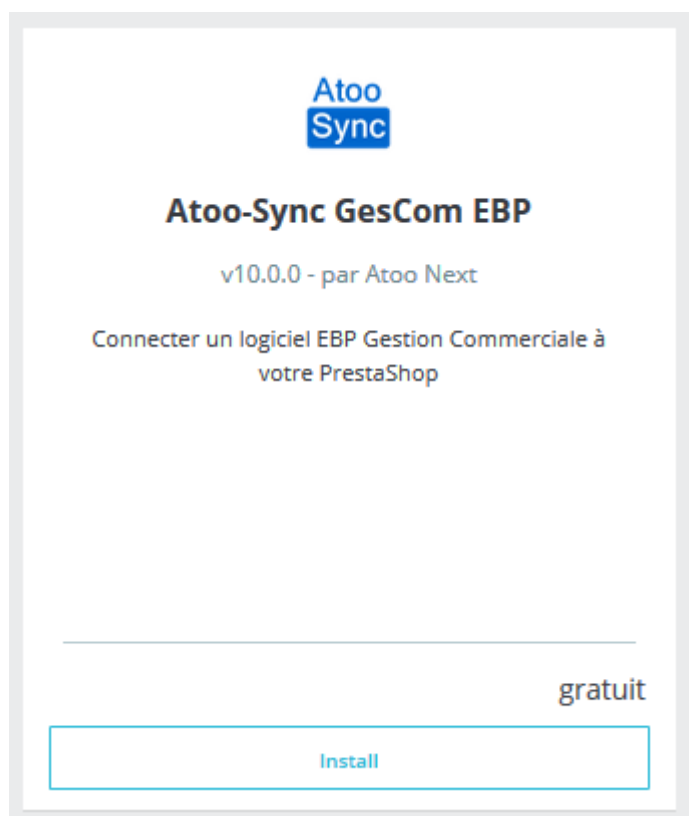 Atoo
Sync
Atoo-Sync GesCom EBP
v10.0.0 - par Atoo Next
Connecter un logiciel EBP Gestion Commerciale à
votre PrestaShop
gratuit
Install